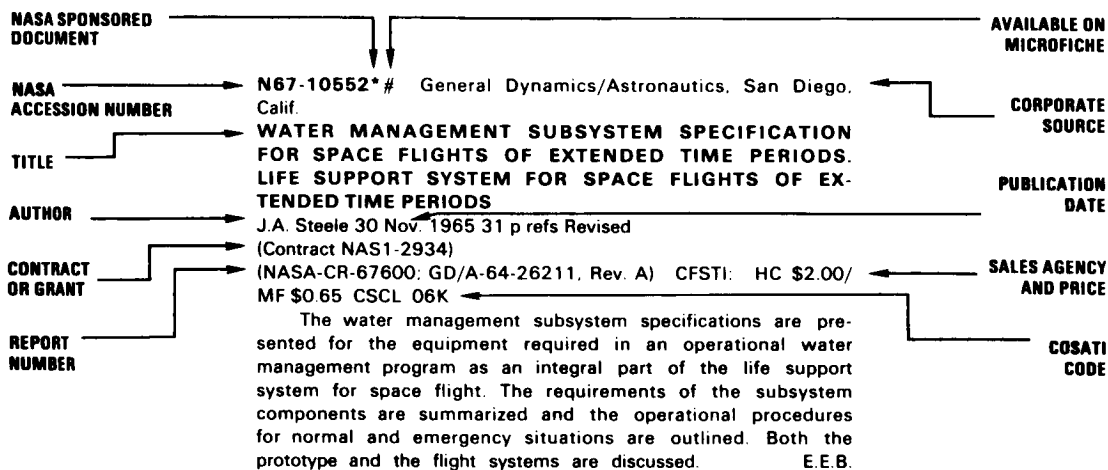 NASA SPONSORED
DOCUMENT
AVAILABLE ON
MICROFICHE
NASA
ACCESSION NUMBER
N67-10552*# General Dynamics/Astronautics, San Diego,
Calif.
CORPORATE
SOURCE
TITLE
WATER MANAGEMENT SUBSYSTEM SPECIFICATION
FOR SPACE FLIGHTS OF EXTENDED TIME PERIODS.
LIFE SUPPORT SYSTEM FOR SPACE FLIGHTS OF EX-
TENDED TIME PERIODS
PUBLICATION
DATE
AUTHOR
J.A. Steele 30 Nov. 1965 31 p refs Revised
CONTRACT
OR GRANT
(Contract NAS1-2934)
(NASA-CR-67600; GD/A-64-26211, Rev. A) CFSTI: HC $2.00/
MF $0.65 CSCL 06K
SALES AGENCY
AND PRICE
REPORT
NUMBER
COSATI
CODE
The water management subsystem specifications are pre-
sented for the equipment required in an operational water
management program as an integral part of the life support
system for space flight. The requirements of the subsystem
components are summarized and the operational procedures
for normal and emergency situations are outlined. Both the
prototype and the flight systems are discussed. E.E.B.